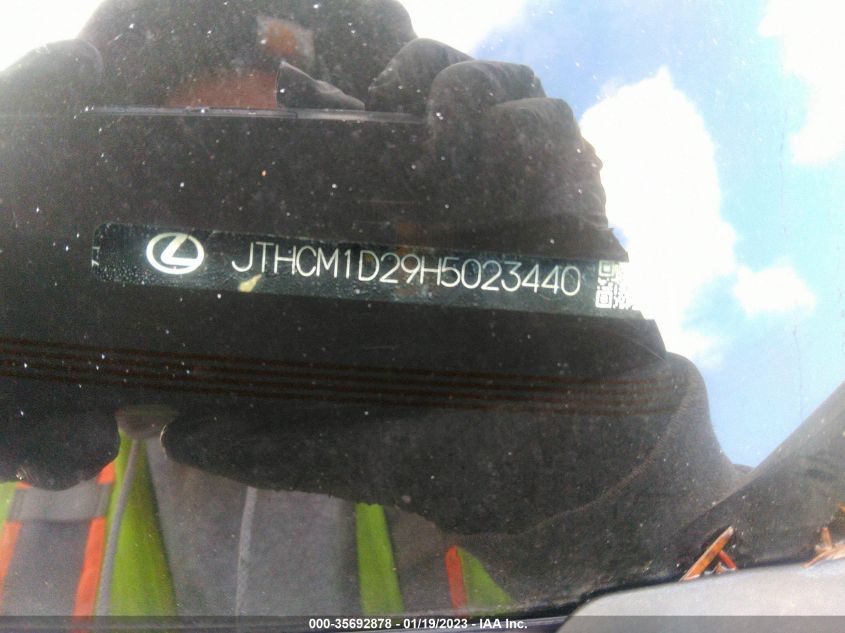 JTHCM1D29H5023440
000-35692878 - 01/19/2023 - IAA Inc.